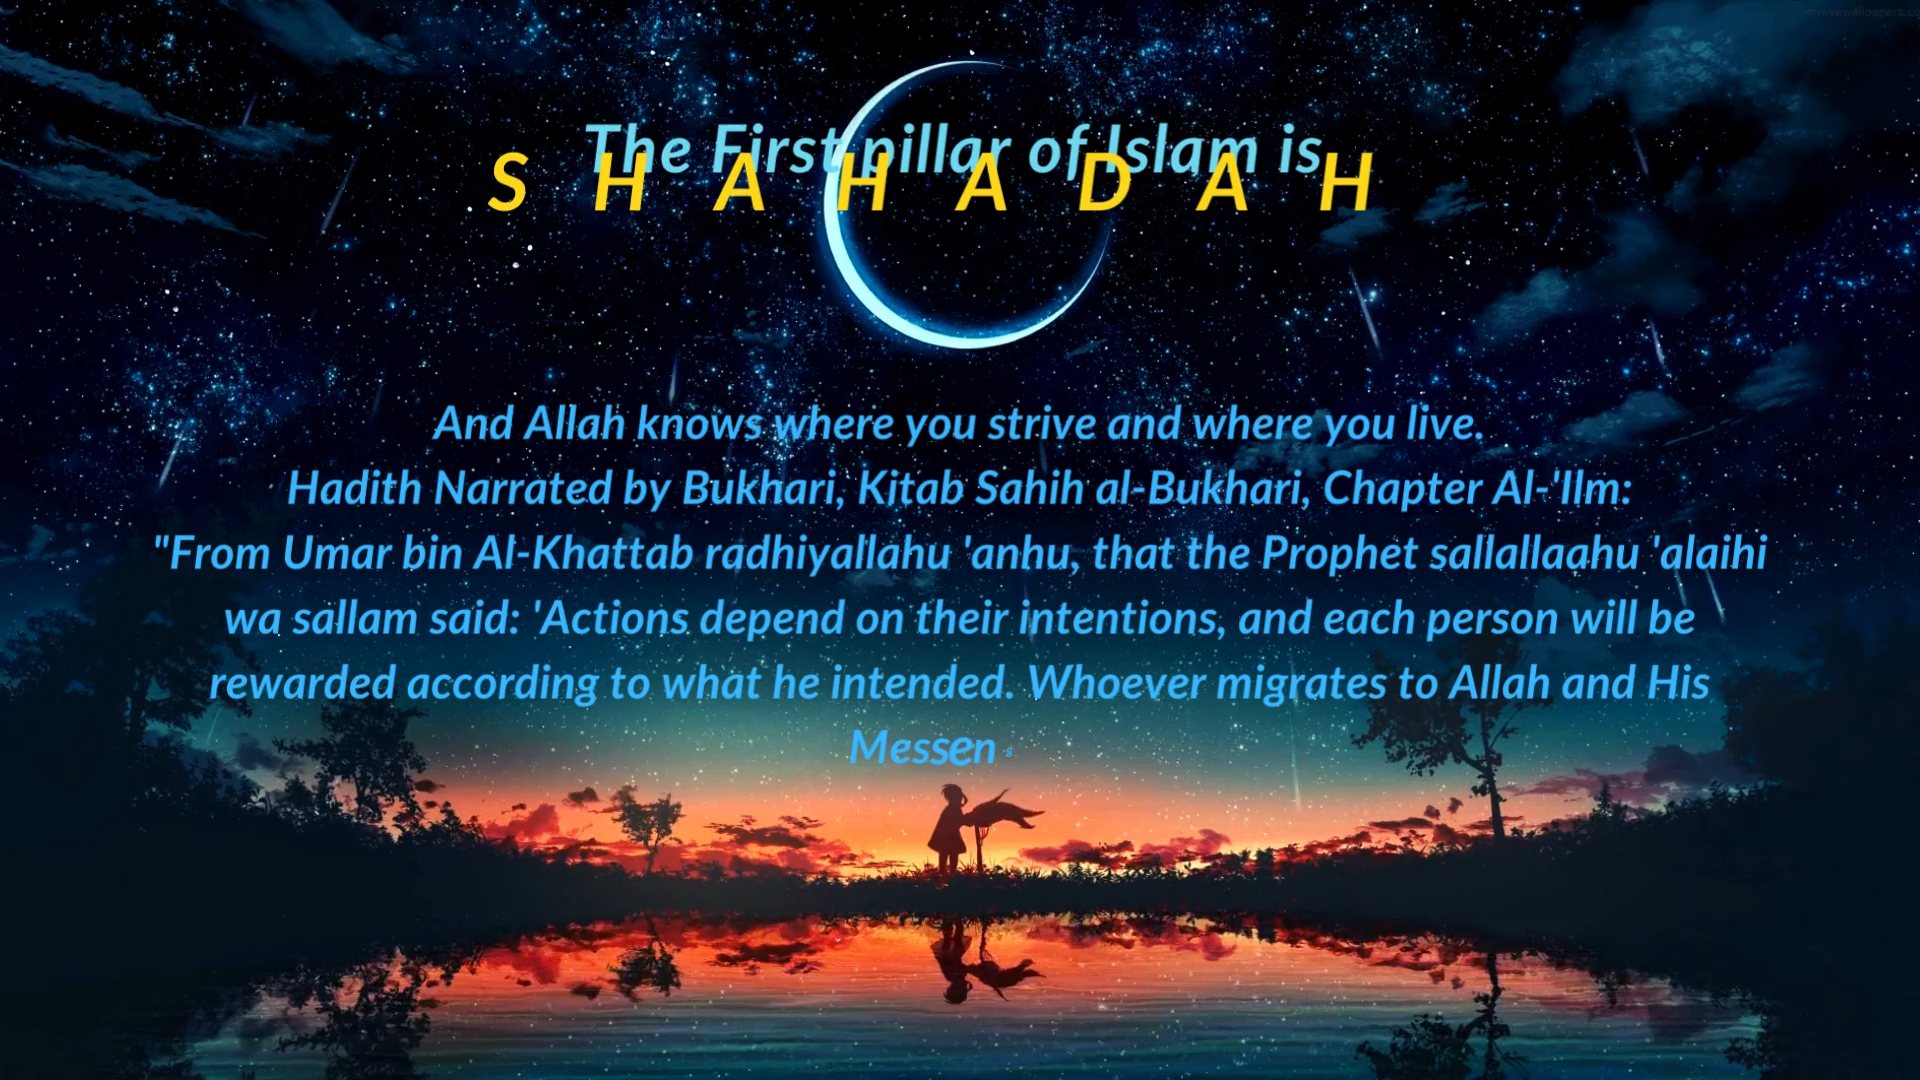 The First pillar of Islam is
S H A H A D A H
And Allah knows where you strive and where you live.
Hadith Narrated by Bukhari, Kitab Sahih al-Bukhari, Chapter Al-'Ilm:
"From Umar bin Al-Khattab radhiyallahu 'anhu, that the Prophet sallallaahu 'alaihi
wa sallam said: 'Actions depend on their intentions, and each person will be
rewarded according to what he intended. Whoever migrates to Allah and His
Messen